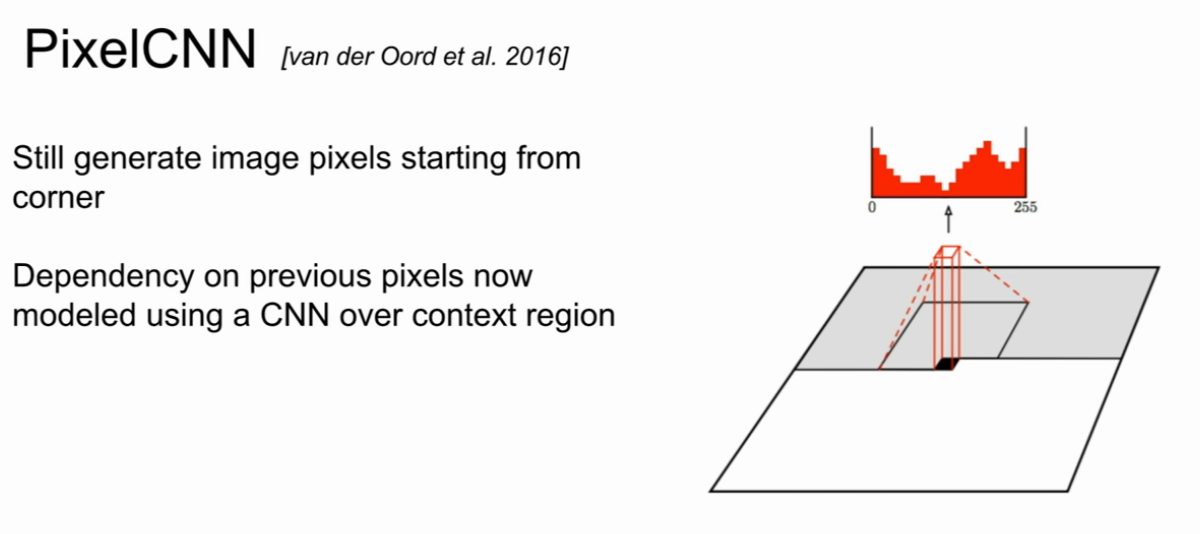 PixelCNN [van der Oord et al. 2016]
Still generate image pixels starting from
corner
Dependency on previous pixels now
modeled using a CNN over context region
0
255